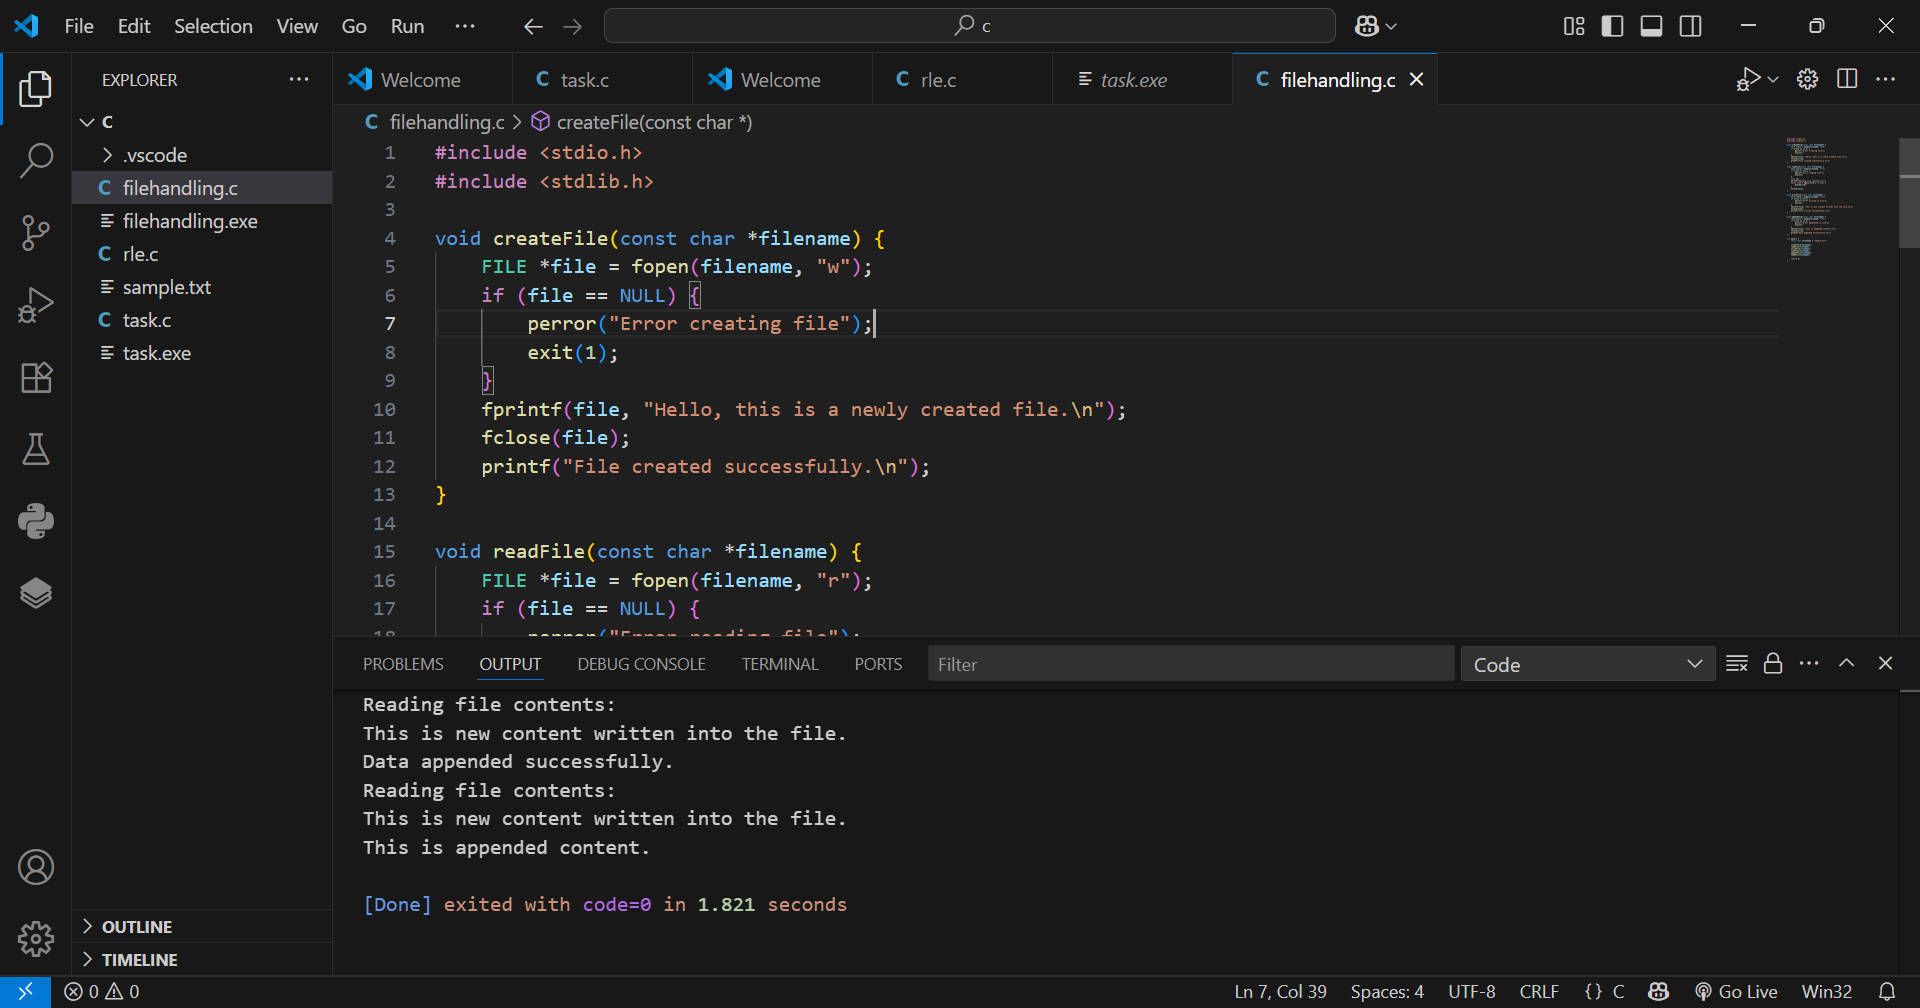 File Edit Selection View Go Run ··· c
EXPLORER ···
Welcome task.c Welcome rle.c task.exe filehandling.c
C
.vscode
C filehandling.c
filehandling.exe
C rle.c
sample.txt
C task.c
task.exe
OUTLINE
TIMELINE
C filehandling.c > createFile(const char *)
1 #include <stdio.h>
2 #include <stdlib.h>
3
4 void createFile(const char *filename) {
5 FILE *file = fopen(filename, "w");
6 if (file == NULL) {
7 perror("Error creating file");
8 exit(1);
9 }
10 fprintf(file, "Hello, this is a newly created file.\n");
11 fclose(file);
12 printf("File created successfully.\n");
13 }
14
15 void readFile(const char *filename) {
16 FILE *file = fopen(filename, "r");
17 if (file == NULL) {
18 perror("Error reading file");
PROBLEMS OUTPUT DEBUG CONSOLE TERMINAL PORTS Filter Code
Reading file contents:
This is new content written into the file.
Data appended successfully.
Reading file contents:
This is new content written into the file.
This is appended content.
[Done] exited with code=0 in 1.821 seconds
0 0 Ln 7, Col 39 Spaces: 4 UTF-8 CRLF {} C Go Live Win32